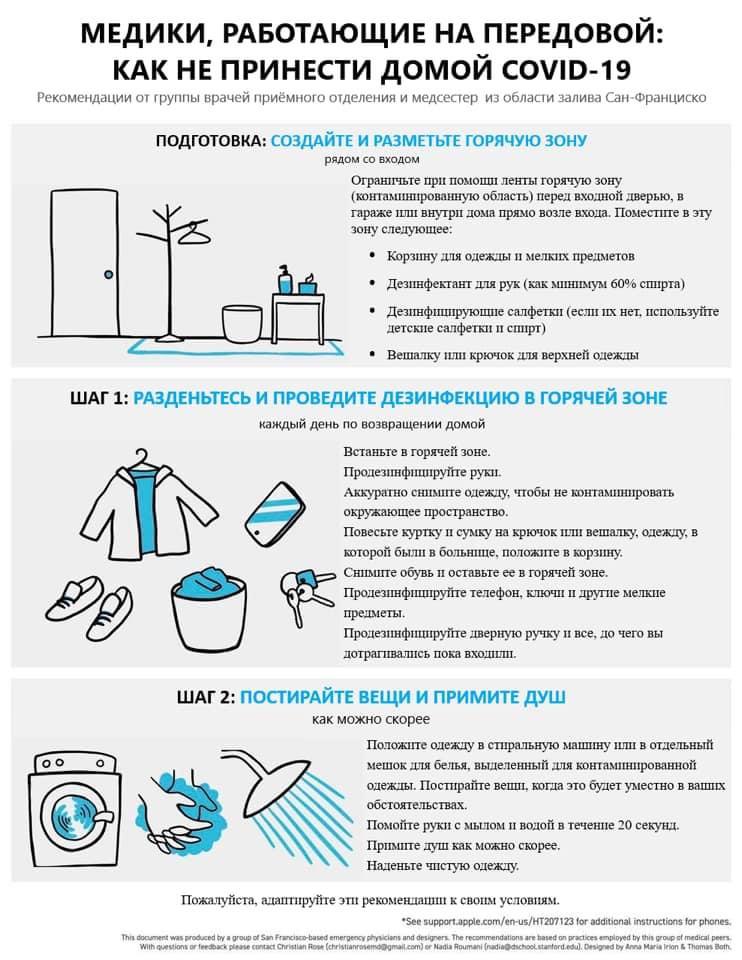 МЕДИКИ, РАБОТАЮЩИЕ НА ПЕРЕДОВОЙ:
КАК НЕ ПРИНЕСТИ ДОМОЙ COVID-19
Рекомендации от группы врачей приёмного отделения и медсестер из области залива Сан-Франциско
ПОДГОТОВКА: СОЗДАЙТЕ И РАЗМЕТЬТЕ ГОРЯЧУЮ ЗОНУ
рядом со входом
Ограничьте при помощи ленты горячую зону
(контаминированную область) перед входной дверью, в
гараже или внутри дома прямо возле входа. Поместите в эту
зону следующее:
• Корзину для одежды и мелких предметов
• Дезинфектант для рук (как минимум 60% спирта)
• Дезинфицирующие салфетки (если их нет, используйте
детские салфетки и спирт)
• Вешалку или крючок для верхней одежды
ШАГ 1: РАЗДЕНЬТЕСЬ И ПРОВЕДИТЕ ДЕЗИНФЕКЦИЮ В ГОРЯЧЕЙ ЗОНЕ
каждый день по возвращении домой
Встаньте в горячей зоне.
Продезинфицируйте руки.
Аккуратно снимите одежду, чтобы не контаминировать
окружающее пространство.
Повесьте куртку и сумку на крючок или вешалку, одежду, в
которой были в больнице, положите в корзину.
Снимите обувь и оставьте ее в горячей зоне.
Продезинфицируйте телефон, ключи и другие мелкие
предметы.
Продезинфицируйте дверную ручку и все, до чего вы
дотрагивались пока входили.
ШАГ 2: ПОСТИРАЙТЕ ВЕЩИ И ПРИМИТЕ ДУШ
как можно скорее
Положите одежду в стиральную машину или в отдельный
мешок для белья, выделенный для контаминированной
одежды. Постирайте вещи, когда это будет уместно в ваших
обстоятельствах.
Помойте руки с мылом и водой в течение 20 секунд.
Примите душ как можно скорее.
Наденьте чистую одежду.
Пожалуйста, адаптируйте эти рекомендации к своим условиям.
*See support.apple.com/en-us/HT207123 for additional instructions for phones.
This document was produced by a group of San Francisco-based emergency physicians and designers. The recommendations are based on practices employed by this group of medical peers.
With questions or feedback please contact Christian Rose (christianrosemd@gmail.com) or Nadia Roumani (nadia@dschool.stanford.edu). Designed by Anna Maria Irion & Thomas Both.